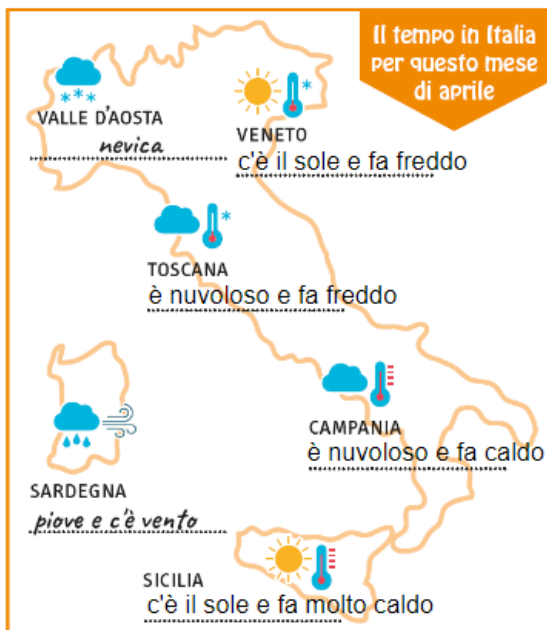 Il tempo in Italia
per questo mese
di aprile
VALLE D'AOSTA
nevica
VENETO
c'è il sole e fa freddo
TOSCANA
è nuvoloso e fa freddo
CAMPANIA
è nuvoloso e fa caldo
SARDEGNA
piove e c'è vento
SICILIA
c'è il sole e fa molto caldo